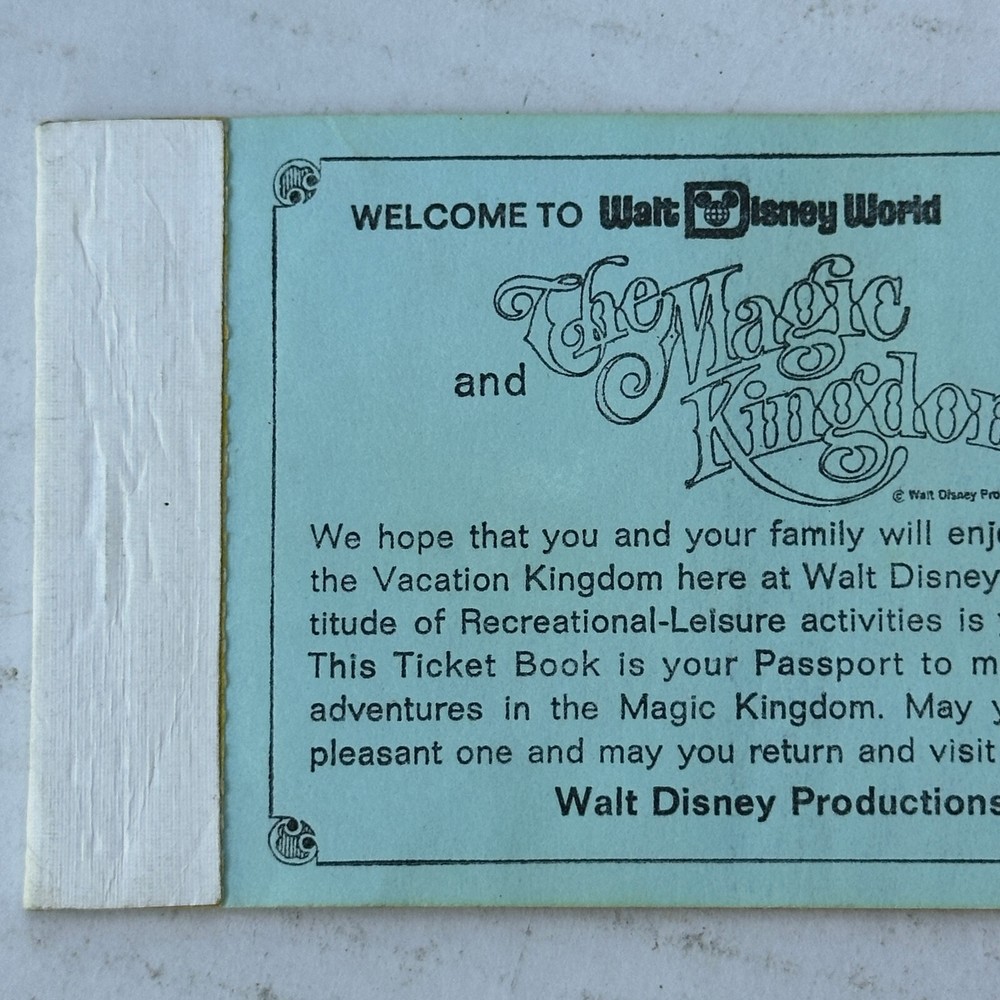 WELCOME TO Walt Disney World
and The Magic Kingdom
© Walt Disney Pro
We hope that you and your family will enj
the Vacation Kingdom here at Walt Disney
titude of Recreational-Leisure activities is
This Ticket Book is your Passport to m
adventures in the Magic Kingdom. May y
pleasant one and may you return and visit
Walt Disney Productions